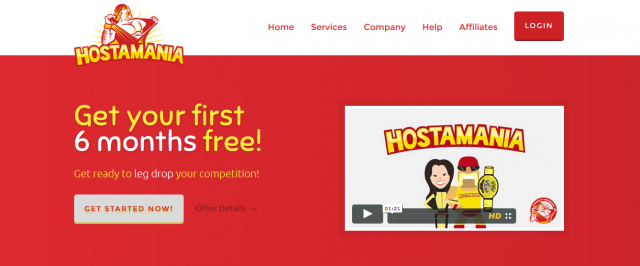 HOSTAMANIA
Home Services Company Help Affiliates LOGIN
Get your first
6 months free!
Get ready to leg drop your competition!
GET STARTED NOW!
Offer Details →
HOSTAMANIA
01:21
HD